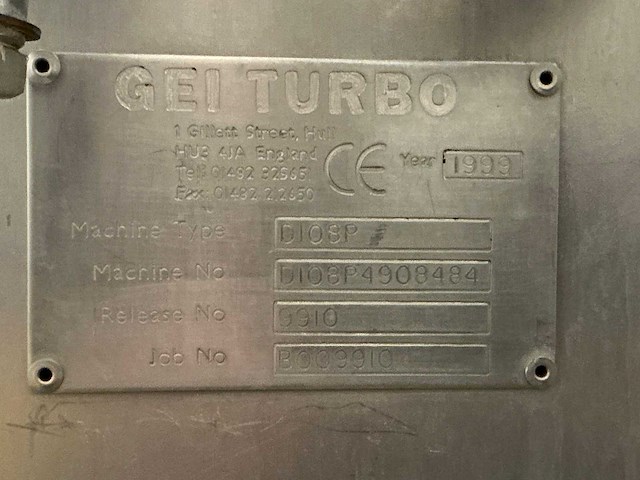 GEI TURBO
1 Gillett Street, Hull
HU3 4JA England
Tel: 01482 325651
Fax: 01482 212650
CE Year 1999
Machine Type D108P
Machine No D108P4908484
Release No 9910
Job No B009910